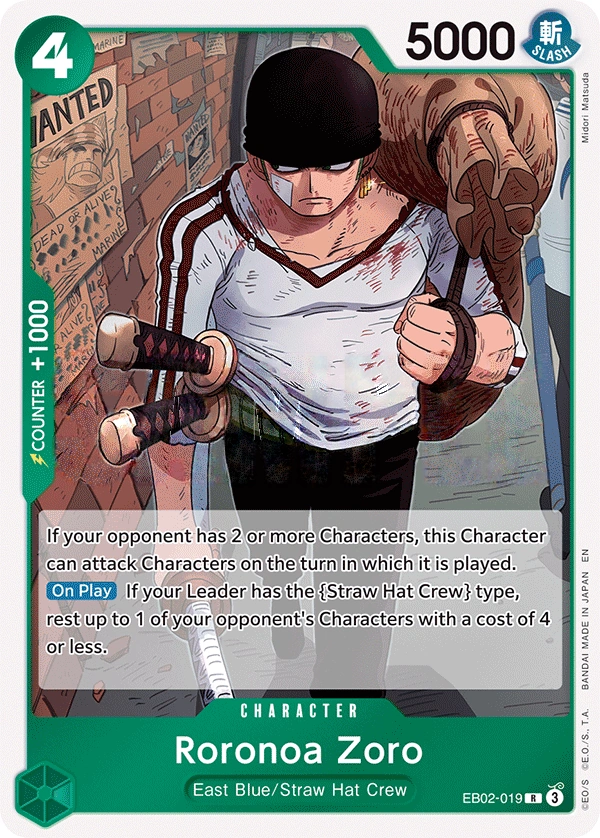 4
5000
斬
SLASH
Midori Matsuda
MARINE
WANTED
DEAD OR ALIVE?
MARINE
WANTED
COUNTER +1000
If your opponent has 2 or more Characters, this Character
can attack Characters on the turn in which it is played.
On Play If your Leader has the {Straw Hat Crew} type,
rest up to 1 of your opponent's Characters with a cost of 4
or less.
CHARACTER
Roronoa Zoro
East Blue/Straw Hat Crew
EB02-019 R 3
©EO/S ©E.O./S., T.A. BANDAI MADE IN JAPAN EN